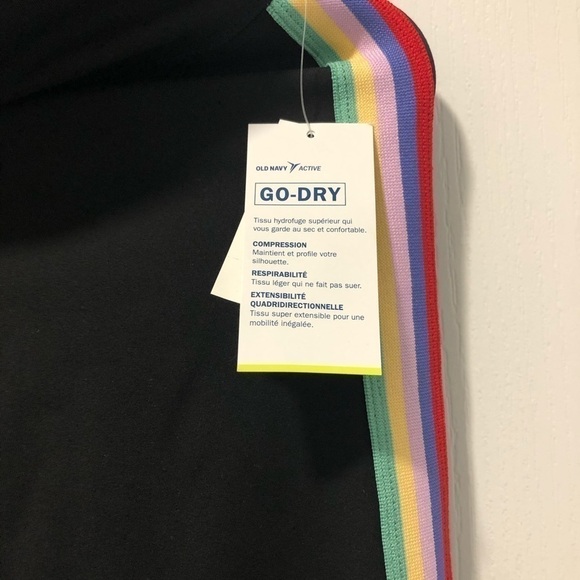 OLD NAVY ACTIVE
GO-DRY
Tissu hydrofuge supérieur qui
vous garde au sec et confortable.
COMPRESSION
Maintient et profile votre
silhouette.
RESPIRABILITÉ
Tissu léger qui ne fait pas suer.
EXTENSIBILITÉ
QUADRIDIRECTIONNELLE
Tissu super extensible pour une
mobilité inégalée.